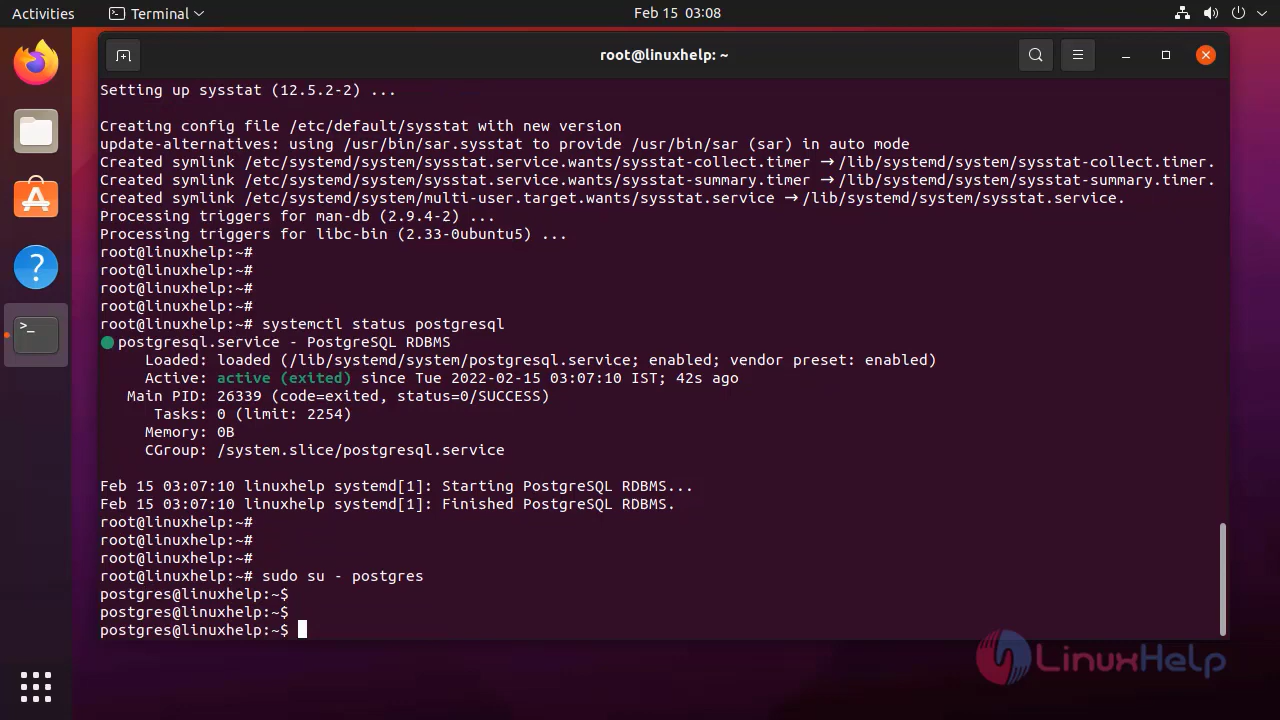 Activities
Terminal
Feb 15 03:08
root@linuxhelp: ~
Setting up sysstat (12.5.2-2) ...
Creating config file /etc/default/sysstat with new version
update-alternatives: using /usr/bin/sar.sysstat to provide /usr/bin/sar (sar) in auto mode
Created symlink /etc/systemd/system/sysstat.service.wants/sysstat-collect.timer → /lib/systemd/system/sysstat-collect.timer.
Created symlink /etc/systemd/system/sysstat.service.wants/sysstat-summary.timer → /lib/systemd/system/sysstat-summary.timer.
Created symlink /etc/systemd/system/multi-user.target.wants/sysstat.service → /lib/systemd/system/sysstat.service.
Processing triggers for man-db (2.9.4-2) ...
Processing triggers for libc-bin (2.33-0ubuntu5) ...
root@linuxhelp:~#
root@linuxhelp:~#
root@linuxhelp:~#
root@linuxhelp:~#
root@linuxhelp:~# systemctl status postgresql
● postgresql.service - PostgreSQL RDBMS
Loaded: loaded (/lib/systemd/system/postgresql.service; enabled; vendor preset: enabled)
Active: active (exited) since Tue 2022-02-15 03:07:10 IST; 42s ago
Main PID: 26339 (code=exited, status=0/SUCCESS)
Tasks: 0 (limit: 2254)
Memory: 0B
CGroup: /system.slice/postgresql.service
Feb 15 03:07:10 linuxhelp systemd[1]: Starting PostgreSQL RDBMS...
Feb 15 03:07:10 linuxhelp systemd[1]: Finished PostgreSQL RDBMS.
root@linuxhelp:~#
root@linuxhelp:~#
root@linuxhelp:~#
root@linuxhelp:~# sudo su - postgres
postgres@linuxhelp:~$
postgres@linuxhelp:~$
postgres@linuxhelp:~$
LinuxHelp